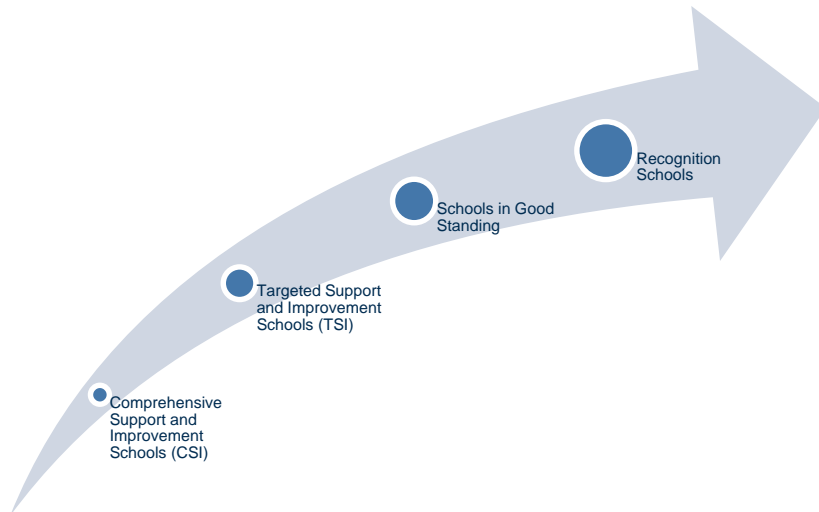 Recognition
Schools
Schools in Good
Standing
Targeted Support
and Improvement
Schools (TSI)
Comprehensive
Support and
Improvement
Schools (CSI)